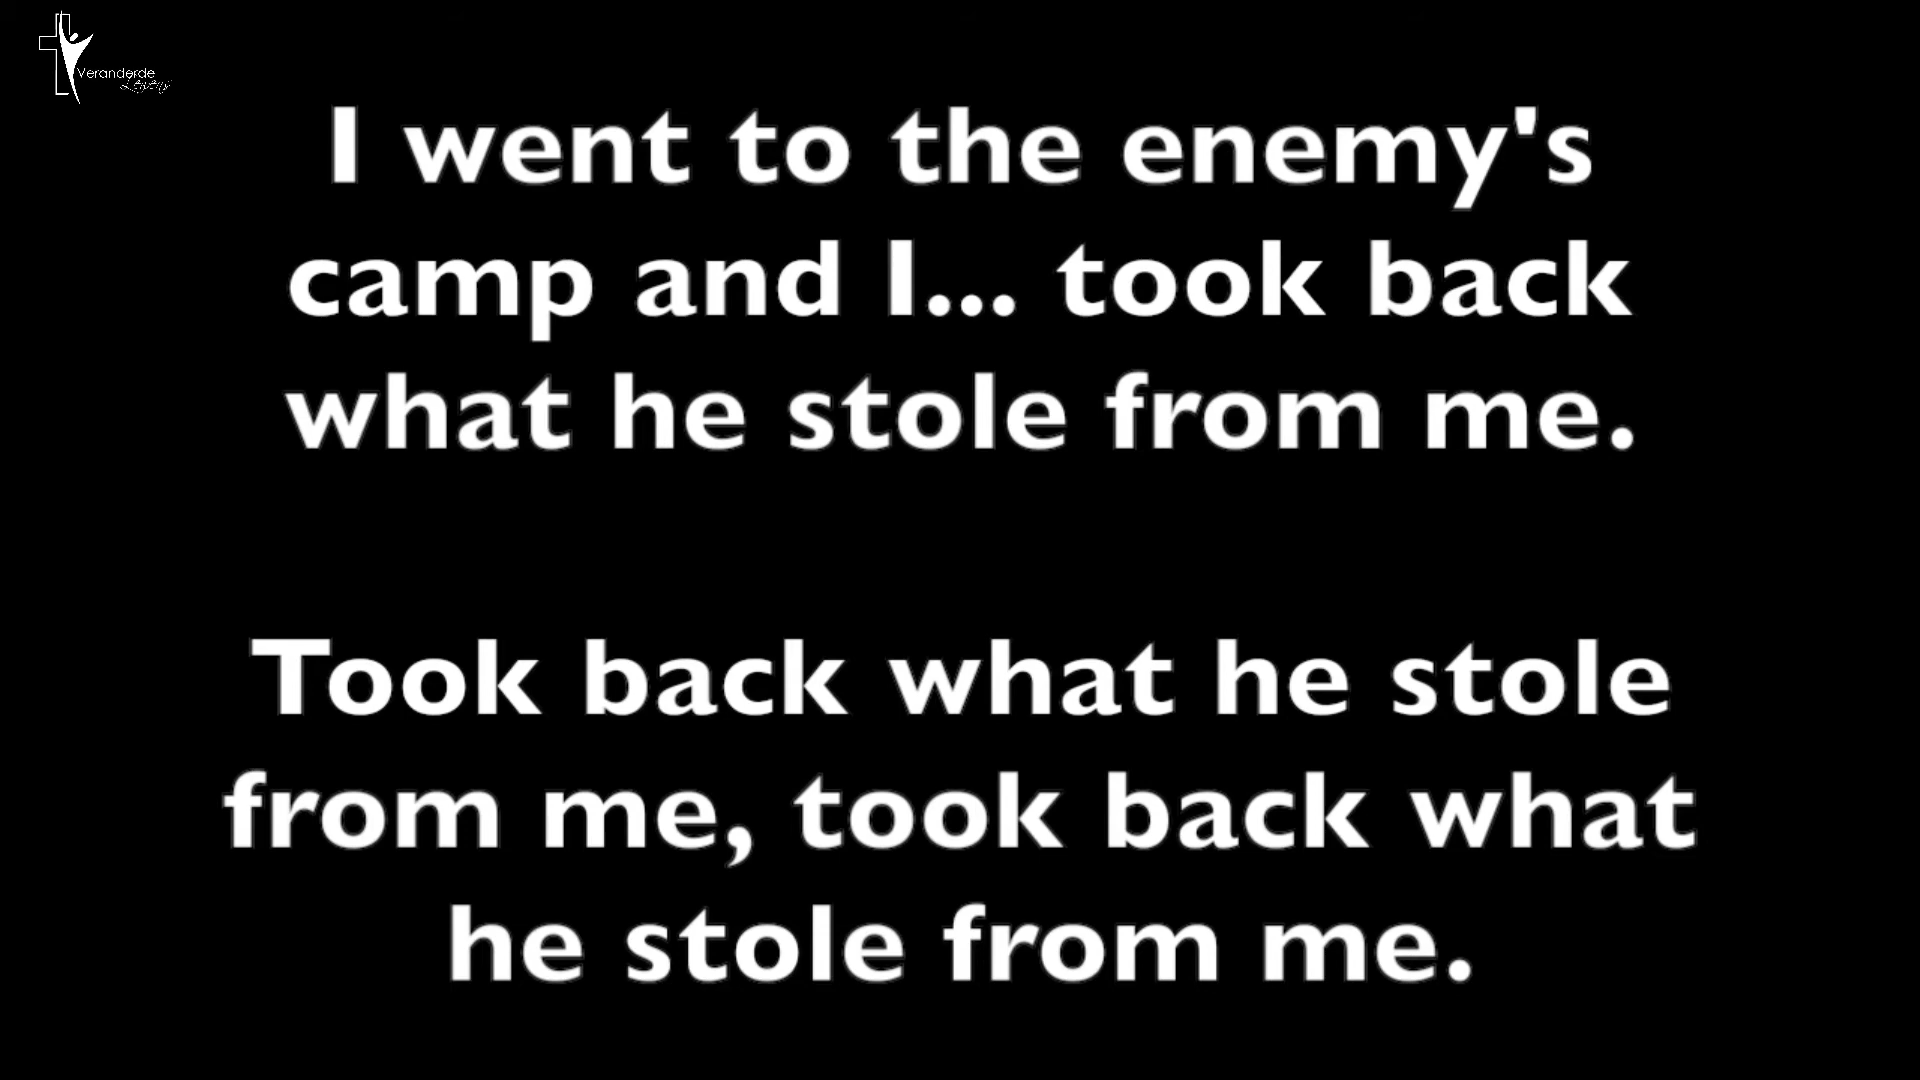 Veranderde
Levens
I went to the enemy's
camp and I... took back
what he stole from me.
Took back what he stole
from me, took back what
he stole from me.